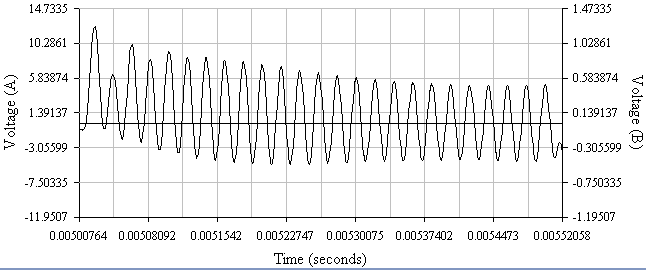 14.7335 1.47335
10.2861 1.02861
5.83874 0.583874
1.39137 0.139137
-3.05599 -0.305599
-7.50335 -0.750335
-11.9507 -1.19507
Voltage (A)
Voltage (B)
0.00500764 0.00508092 0.0051542 0.00522747 0.00530075 0.00537402 0.0054473 0.00552058
Time (seconds)